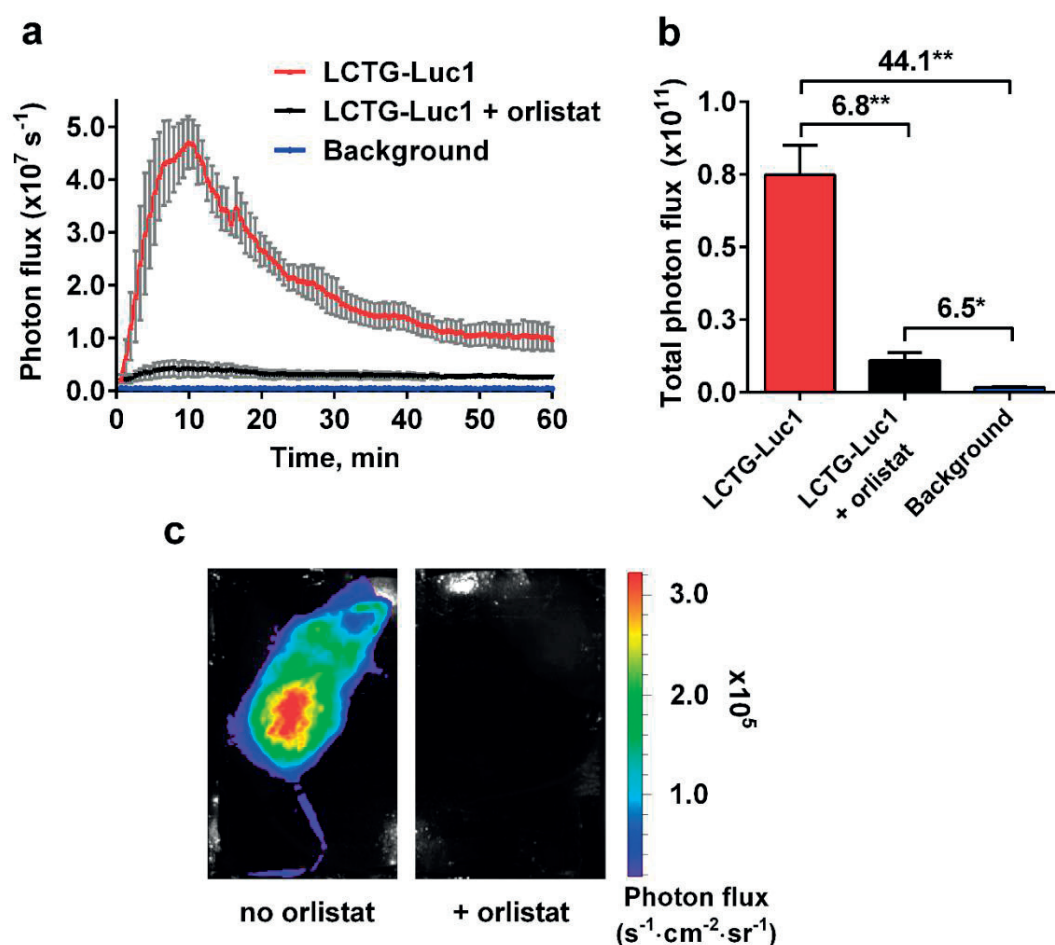 a
LCTG-Luc1
LCTG-Luc1 + orlistat
Background
Photon flux (x10⁷ s⁻¹)
5.0
4.0
3.0
2.0
1.0
0.0
0 10 20 30 40 50 60
Time, min
b
44.1**
6.8**
6.5*
Total photon flux (x10¹¹)
1.0
0.8
0.5
0.3
0.0
LCTG-Luc1
LCTG-Luc1
+ orlistat
Background
c
3.0
2.0
1.0
x10⁵
no orlistat
+ orlistat
Photon flux
(s⁻¹·cm⁻²·sr⁻¹)